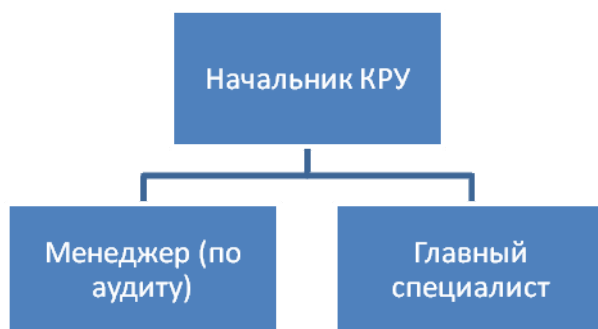 Начальник КРУ
Менеджер (по
аудиту)
Главный
специалист